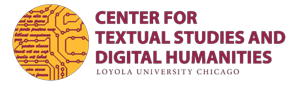 CENTER FOR
TEXTUAL STUDIES AND
DIGITAL HUMANITIES
LOYOLA UNIVERSITY CHICAGO